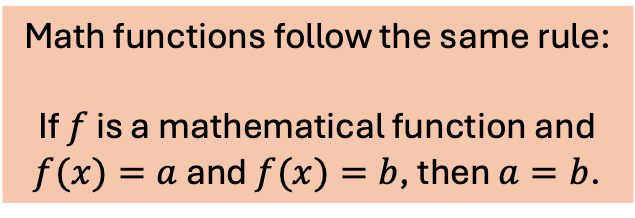 Math functions follow the same rule:
If f is a mathematical function and
f(x) = a and f(x) = b, then a = b.